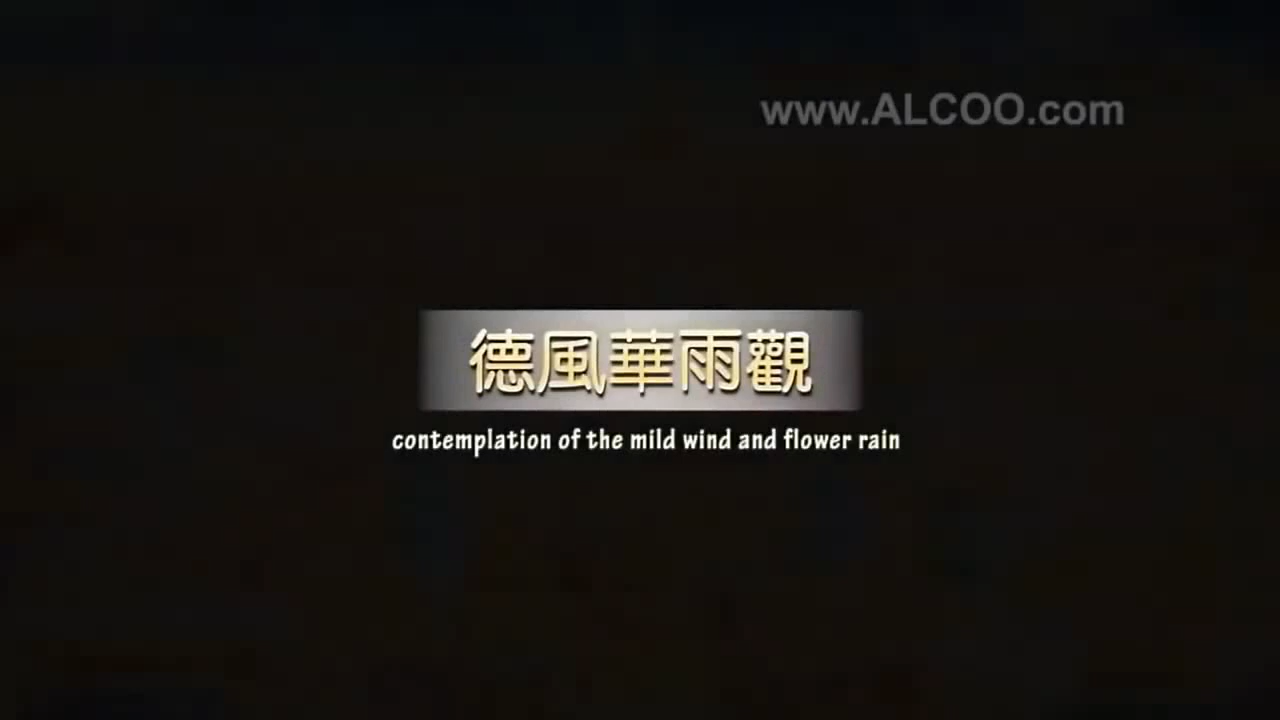 www.ALCOO.com
德風華雨觀
contemplation of the mild wind and flower rain